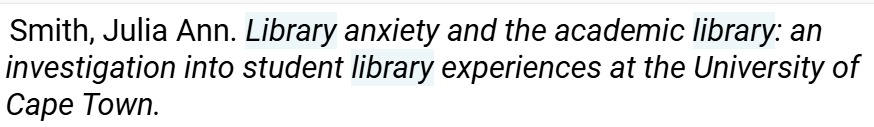 Smith, Julia Ann. Library anxiety and the academic library: an
investigation into student library experiences at the University of
Cape Town.